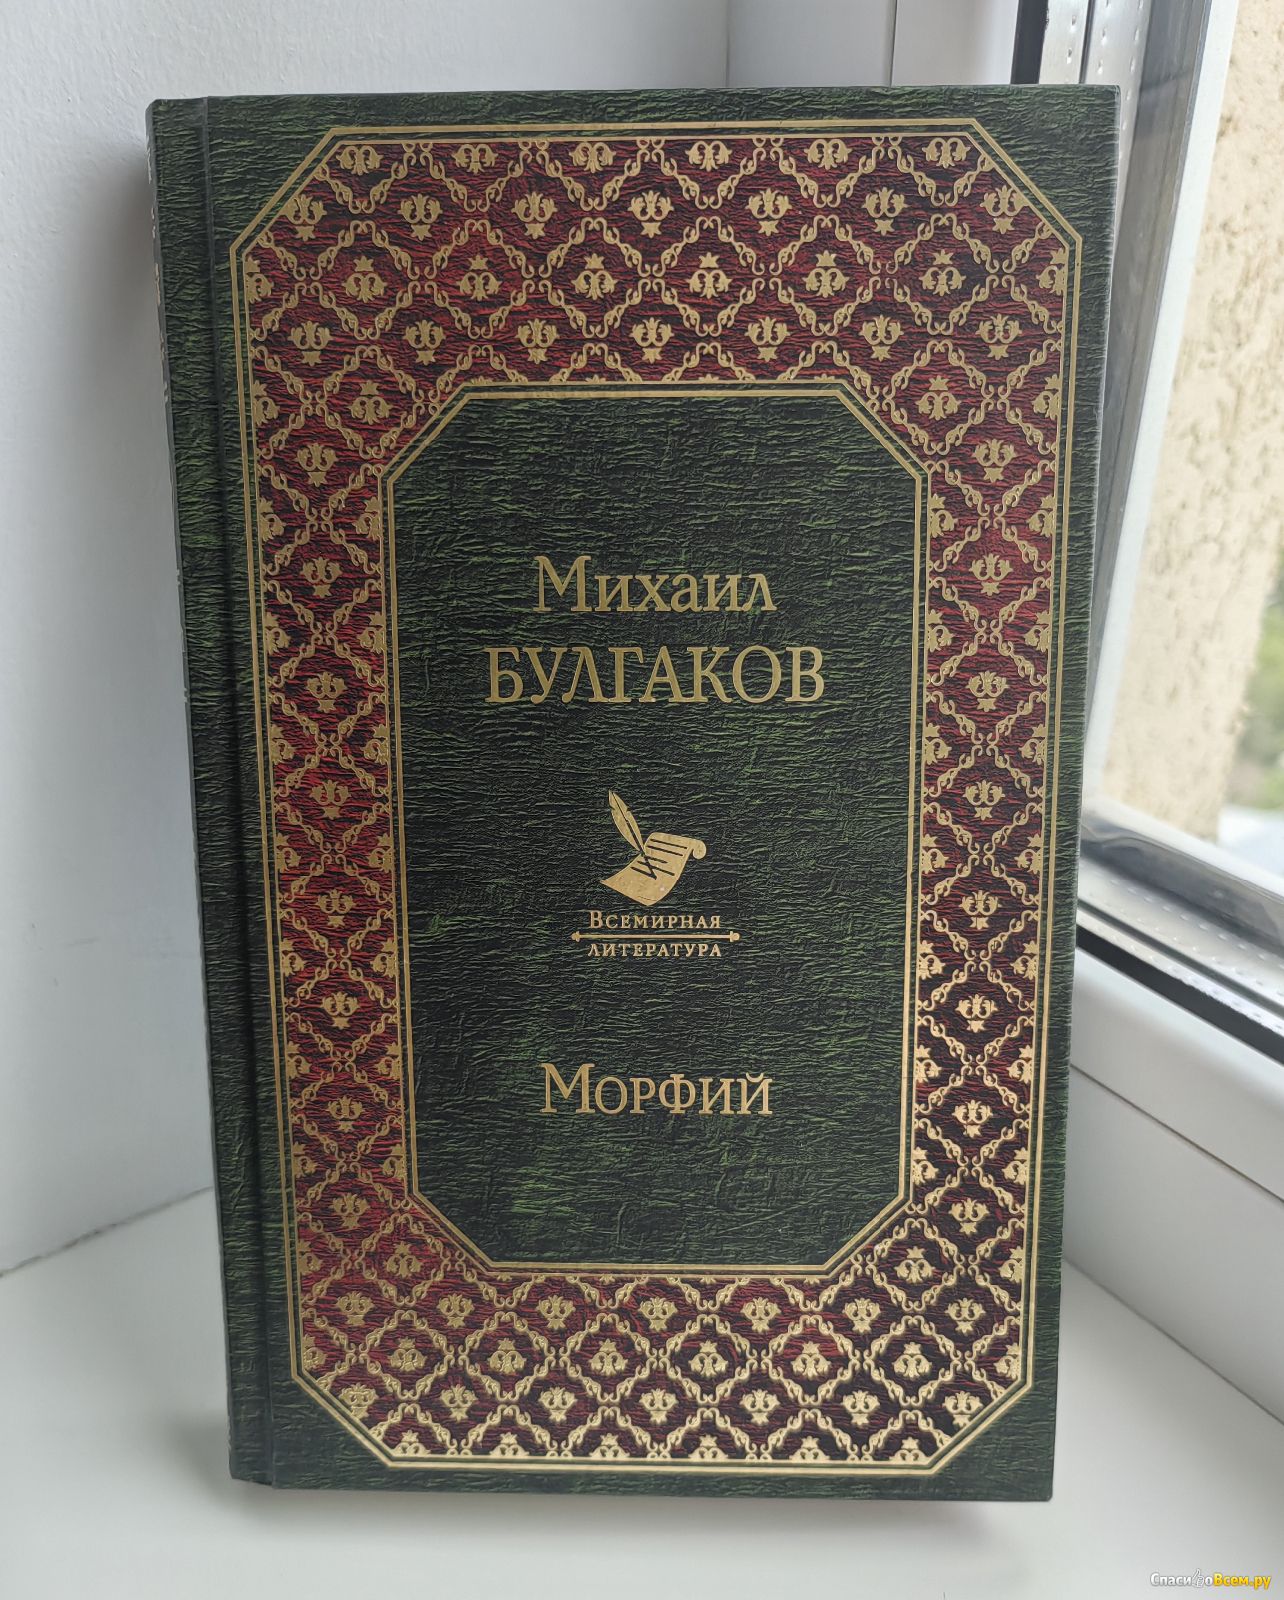 Михаил
БУЛГАКОВ
Всемирная
литература
Морфий
СпасибоВсем.ру